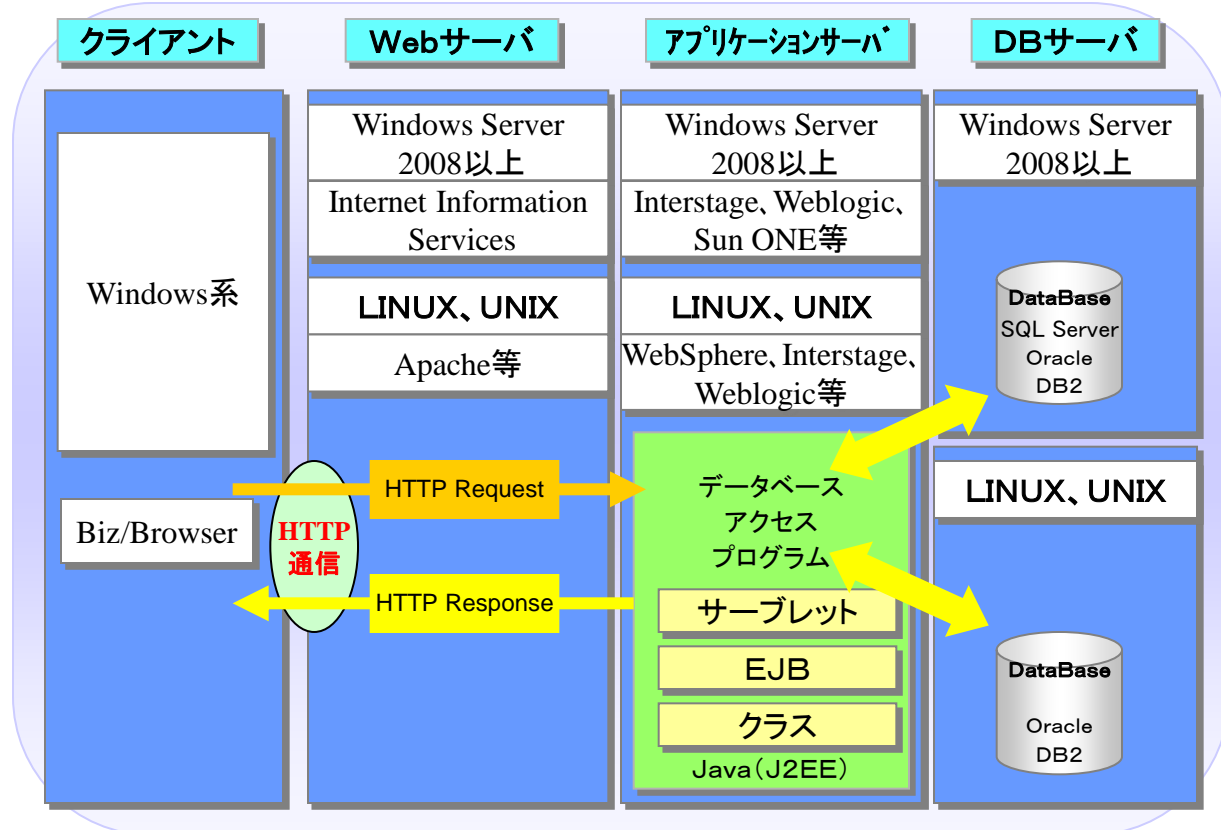 クライアント
Webサーバ
アプリケーションサーバ
DBサーバ
Windows系
Biz/Browser
HTTP
通信
Windows Server
2008以上
Internet Information
Services
LINUX、UNIX
Apache等
HTTP Request
HTTP Response
Windows Server
2008以上
Interstage、Weblogic、
Sun ONE等
LINUX、UNIX
WebSphere、Interstage、
Weblogic等
データベース
アクセス
プログラム
サーブレット
EJB
クラス
Java(J2EE)
Windows Server
2008以上
DataBase
SQL Server
Oracle
DB2
LINUX、UNIX
DataBase
Oracle
DB2